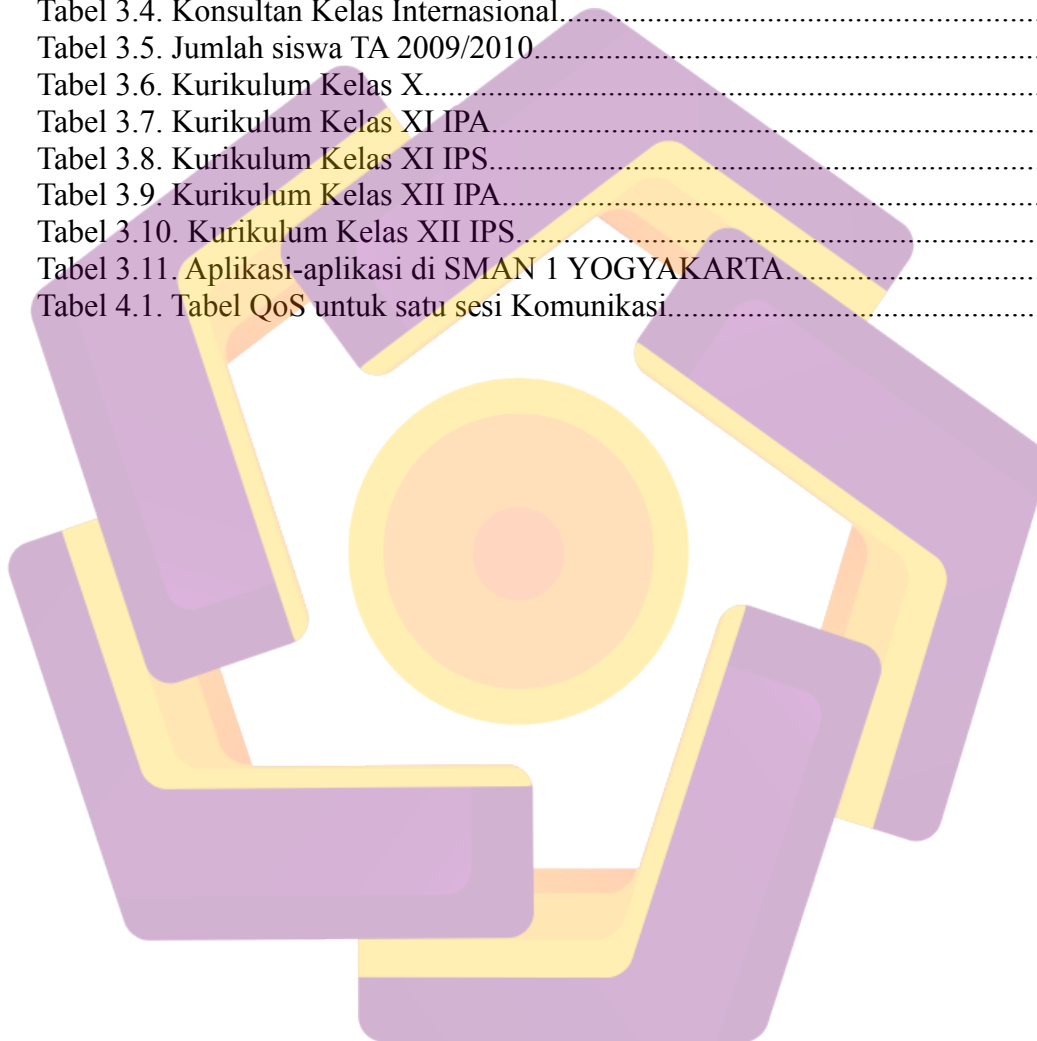 Tabel 3.4. Konsultan Kelas Internasional................................................................
Tabel 3.5. Jumlah siswa TA 2009/2010................................................................
Tabel 3.6. Kurikulum Kelas X................................................................
Tabel 3.7. Kurikulum Kelas XI IPA................................................................
Tabel 3.8. Kurikulum Kelas XI IPS................................................................
Tabel 3.9. Kurikulum Kelas XII IPA................................................................
Tabel 3.10. Kurikulum Kelas XII IPS................................................................
Tabel 3.11. Aplikasi-aplikasi di SMAN 1 YOGYAKARTA................................
Tabel 4.1. Tabel QoS untuk satu sesi Komunikasi................................................